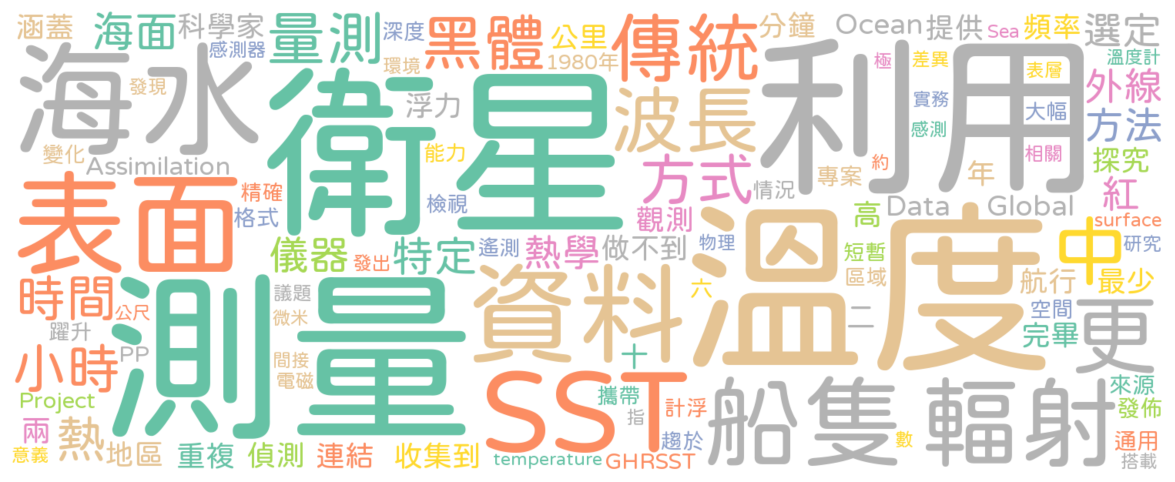 涵蓋
海面
科學家
感測器
量測
深度
環境
黑體
公里
1980年
傳統
分鐘
Ocean
提供
Sea
頻率
選定
溫度計
海水
發現
衛星
浮力
波長
利用
極
差異
表層
外線
實務
大幅
感測
方法
變化
Assimilation
能力
方式
情況
專案
約
相關
探究
年
紅
表面
精確
格式
檢視
觀測
高
Data
Global
surface
儀器
發出
特定
遙測
熱學
做不到
物理
溫度
短暫
區域
中
研究
時間
公尺
測量
議題
微米
資料
六
航行
最少
空間
躍升
PP
間接
電磁
十
二
完畢
更
小時
Project
SST
攜帶
指
計浮
趨於
船隻
輻射
來源
發佈
兩
意義
熱
地區
重複
偵測
連結
收集到
temperature
GHRSST
數
通用
搭載